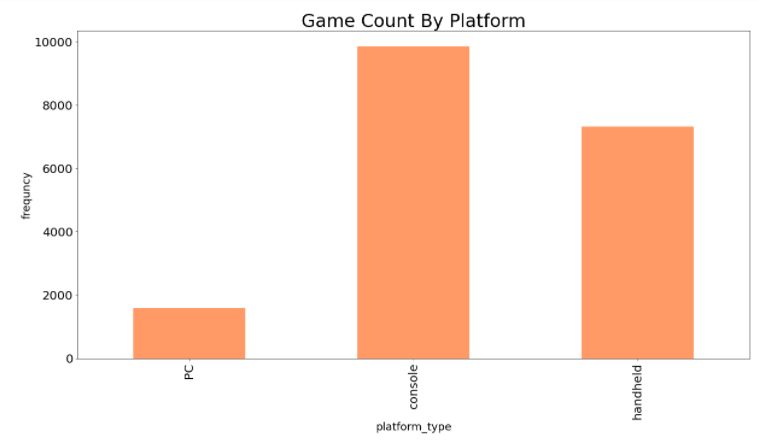 Game Count By Platform
10000
8000
6000
4000
2000
0
frequncy
PC
console
handheld
platform_type